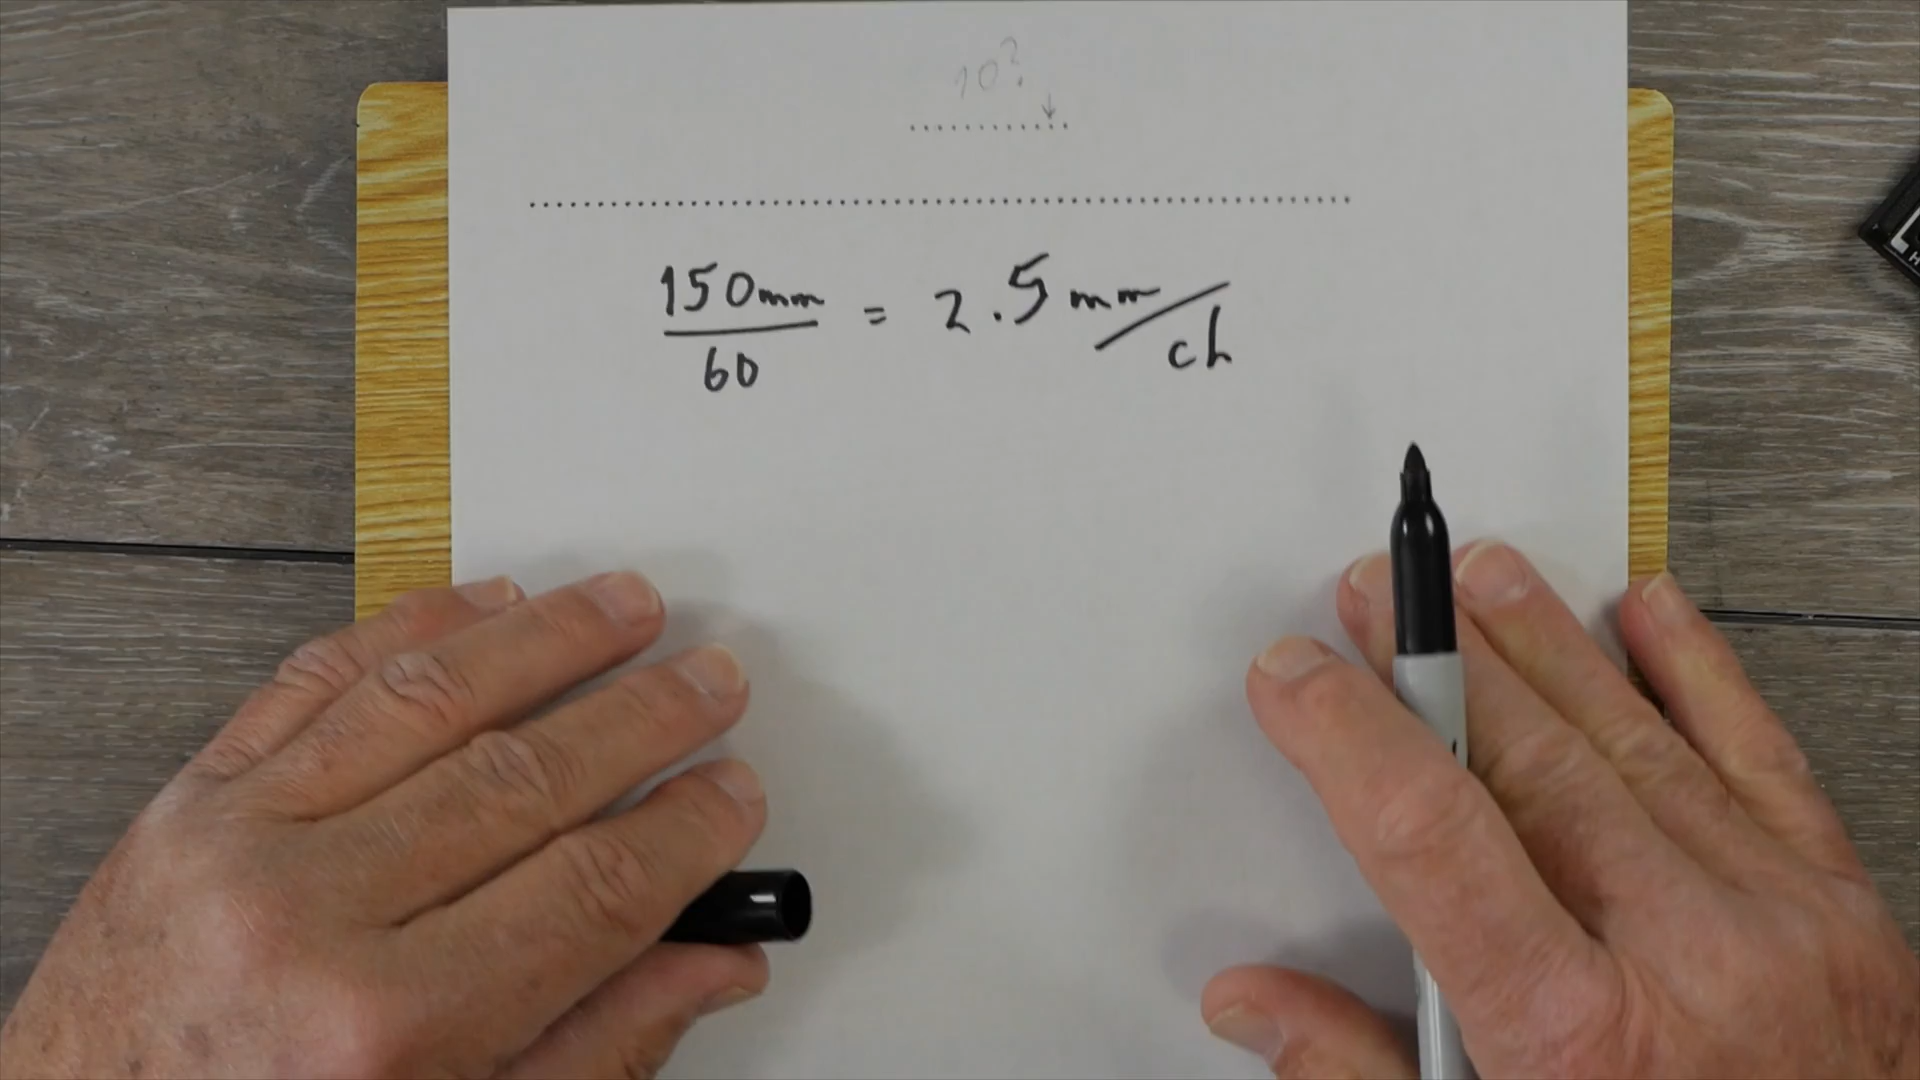 10?
...........
150mm
60
= 2.5 mm/ch